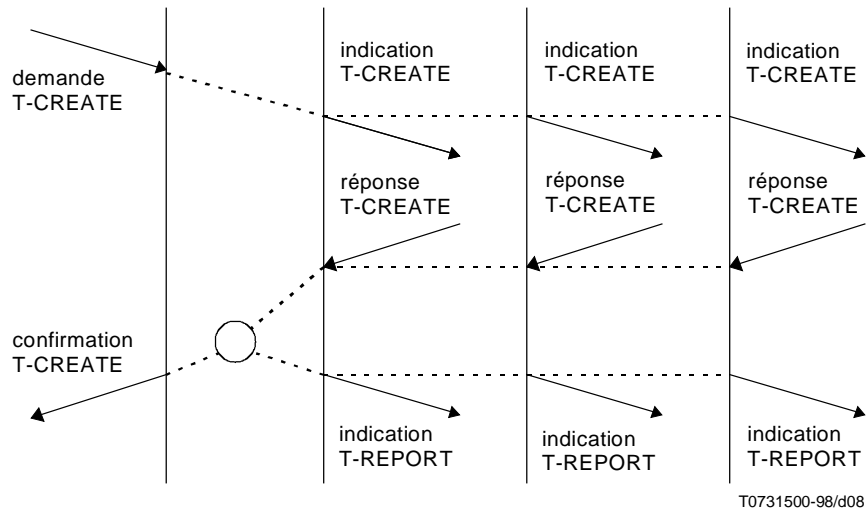 demande
T-CREATE
indication
T-CREATE
indication
T-CREATE
indication
T-CREATE
réponse
T-CREATE
réponse
T-CREATE
réponse
T-CREATE
confirmation
T-CREATE
indication
T-REPORT
indication
T-REPORT
indication
T-REPORT
T0731500-98/d08